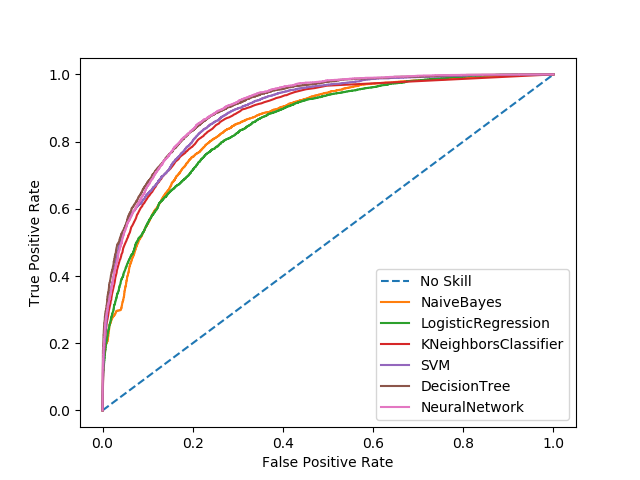 1.0
0.8
0.6
0.4
0.2
0.0
True Positive Rate
No Skill
NaiveBayes
LogisticRegression
KNeighborsClassifier
SVM
DecisionTree
NeuralNetwork
0.0 0.2 0.4 0.6 0.8 1.0
False Positive Rate